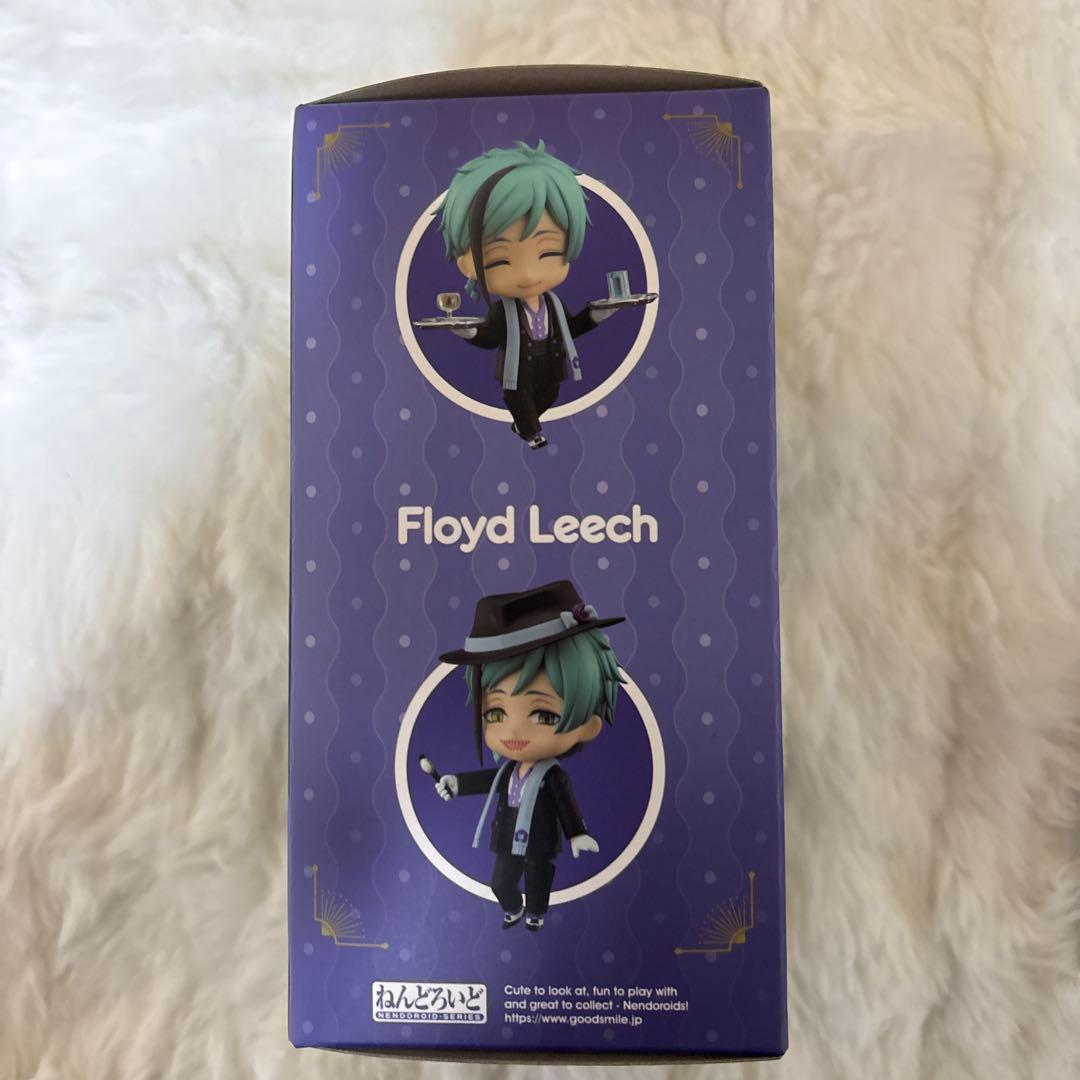 Floyd Leech
ねんどろいど
NENDOROID-SERIES
Cute to look at, fun to play with
and great to collect - Nendoroids!
https://www.goodsmile.jp